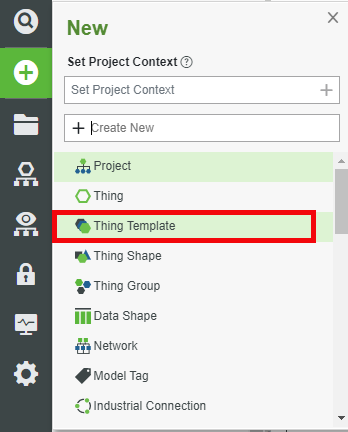 New
Set Project Context
Set Project Context
Create New
Project
Thing
Thing Template
Thing Shape
Thing Group
Data Shape
Network
Model Tag
Industrial Connection